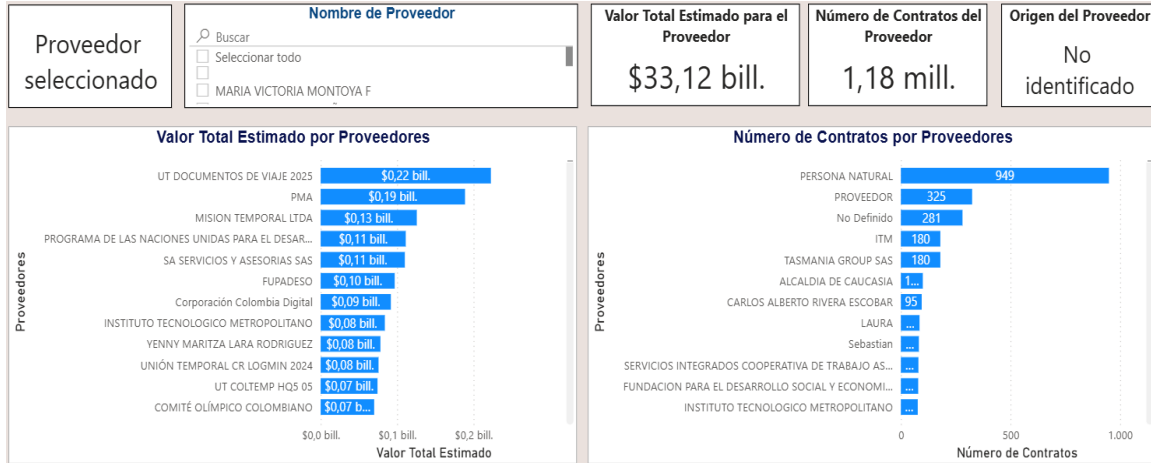 Proveedor
seleccionado
Nombre de Proveedor
Buscar
Seleccionar todo
MARIA VICTORIA MONTOYA F
Valor Total Estimado para el
Proveedor
$33,12 bill.
Número de Contratos del
Proveedor
1,18 mill.
Origen del Proveedor
No
identificado
Valor Total Estimado por Proveedores
Proveedores
UT DOCUMENTOS DE VIAJE 2025 $0,22 bill.
PMA $0,19 bill.
MISION TEMPORAL LTDA $0,13 bill.
PROGRAMA DE LAS NACIONES UNIDAS PARA EL DESAR... $0,11 bill.
SA SERVICIOS Y ASESORIAS SAS $0,11 bill.
FUPADESO $0,10 bill.
Corporación Colombia Digital $0,09 bill.
INSTITUTO TECNOLOGICO METROPOLITANO $0,08 bill.
YENNY MARITZA LARA RODRIGUEZ $0,08 bill.
UNIÓN TEMPORAL CR LOGMIN 2024 $0,08 bill.
UT COLTEMP HQ5 05 $0,07 bill.
COMITÉ OLÍMPICO COLOMBIANO $0,07 b...
$0,0 bill. $0,1 bill. $0,2 bill.
Valor Total Estimado
Número de Contratos por Proveedores
Proveedores
PERSONA NATURAL 949
PROVEEDOR 325
No Definido 281
ITM 180
TASMANIA GROUP SAS 180
ALCALDIA DE CAUCASIA 1...
CARLOS ALBERTO RIVERA ESCOBAR 95
LAURA ...
Sebastian ...
SERVICIOS INTEGRADOS COOPERATIVA DE TRABAJO AS... ...
FUNDACION PARA EL DESARROLLO SOCIAL Y ECONOMI... ...
INSTITUTO TECNOLOGICO METROPOLITANO ...
0 500 1.000
Número de Contratos